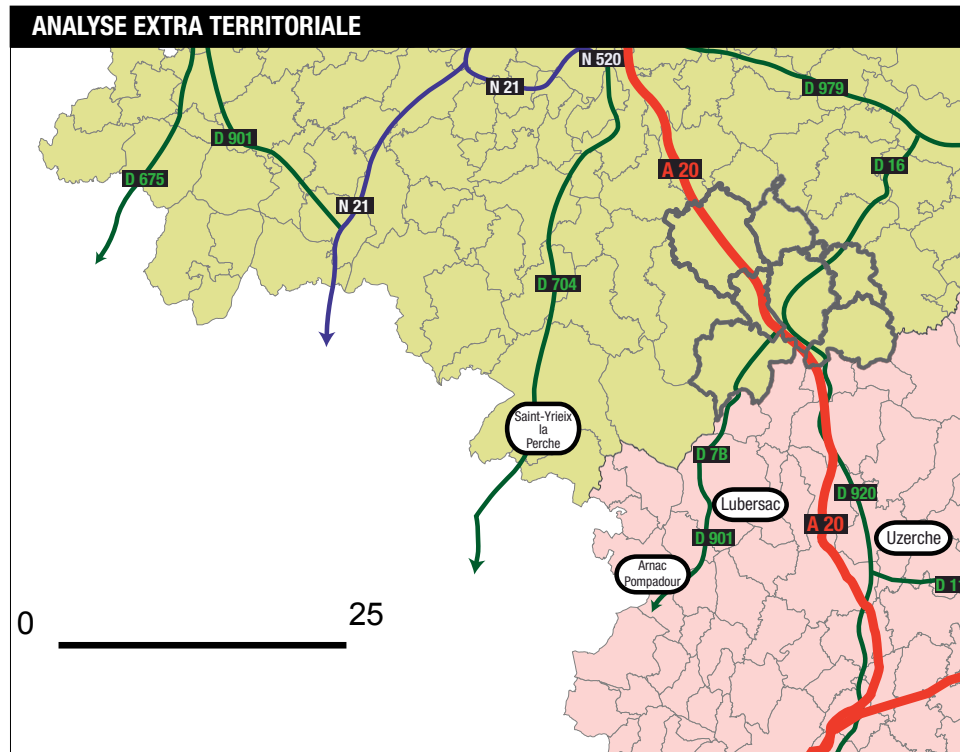 ANALYSE EXTRA TERRITORIALE
N 520
N 21
D 979
D 901
D 16
A 20
D 675
N 21
D 704
Saint-Yrieix
la
Perche
D 7B
Lubersac
D 920
A 20
D 901
Uzerche
Arnac
Pompadour
0
25